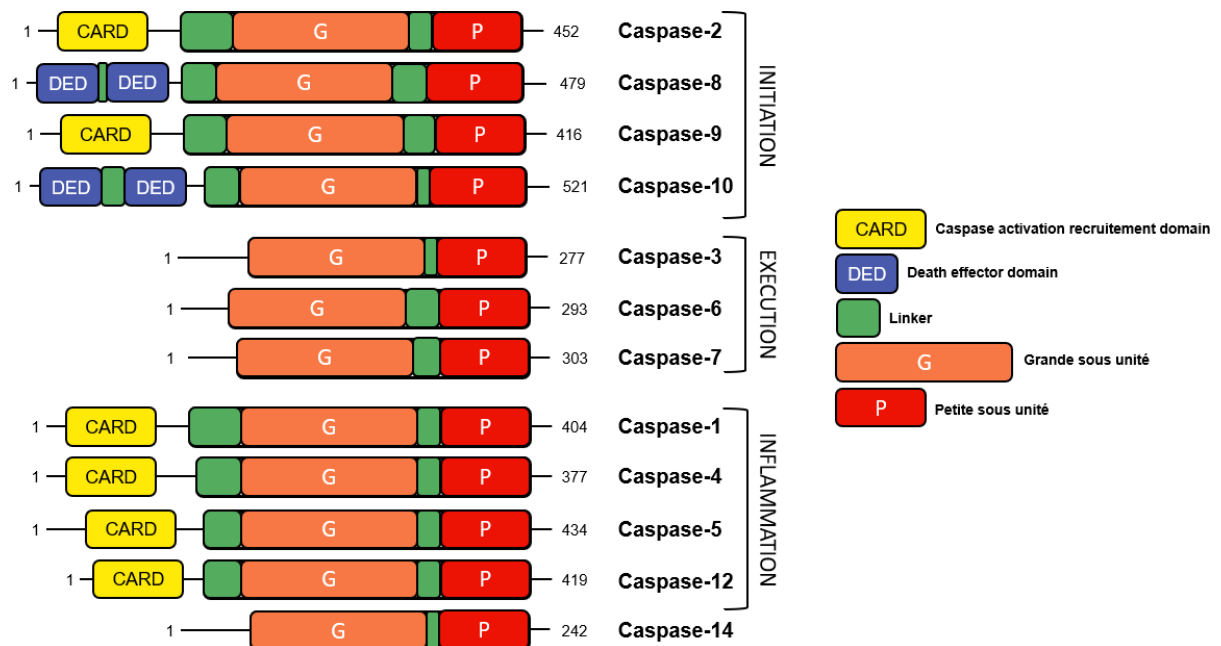 1 CARD G P 452 Caspase-2
1 DED DED G P 479 Caspase-8
1 CARD G P 416 Caspase-9
1 DED DED G P 521 Caspase-10
INITIATION
1 G P 277 Caspase-3
1 G P 293 Caspase-6
1 G P 303 Caspase-7
EXECUTION
1 CARD G P 404 Caspase-1
1 CARD G P 377 Caspase-4
1 CARD G P 434 Caspase-5
1 CARD G P 419 Caspase-12
INFLAMMATION
1 G P 242 Caspase-14
CARD Caspase activation recruitement domain
DED Death effector domain
Linker
G Grande sous unité
P Petite sous unité